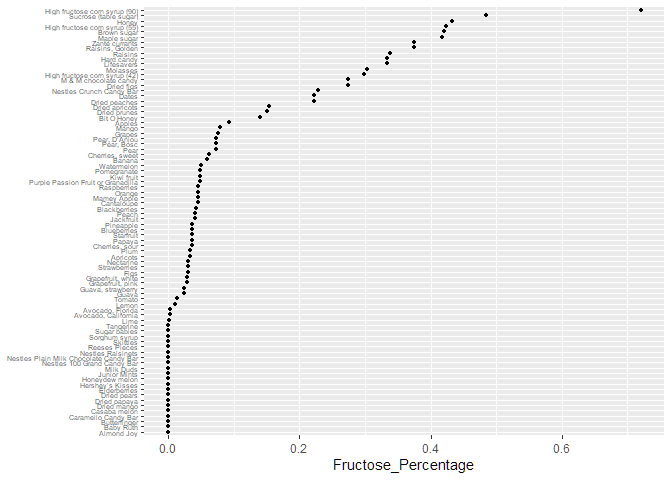 High fructose corn syrup (90)
Sucrose (table sugar)
Honey
High fructose corn syrup (55)
Brown sugar
Maple sugar
Zante currants
Raisins, Golden
Raisins
Hard candy
Lifesavers
Molasses
High fructose corn syrup (42)
M & M chocolate candy
Dried figs
Nestles Crunch Candy Bar
Dates
Dried peaches
Dried apricots
Dried prunes
Bit O Honey
Apples
Mango
Grapes
Pear, D'Anjou
Pear, Bosc
Pear
Cherries, sweet
Banana
Watermelon
Pomegranate
Kiwi fruit
Purple Passion Fruit or Granadilla
Raspberries
Orange
Mamey Apple
Cantaloupe
Blackberries
Peach
Jackfruit
Pineapple
Blueberries
Starfruit
Papaya
Cherries, sour
Plum
Apricots
Nectarine
Strawberries
Figs
Grapefruit, white
Grapefruit, pink
Guava, strawberry
Guava
Tomato
Lemon
Avocado, Florida
Avocado, California
Lime
Tangerine
Sugar babies
Sorghum syrup
Skittles
Reeses Pieces
Nestles Raisinets
Nestles Plain Milk Chocolate Candy Bar
Nestles 100 Grand Candy Bar
Milk Duds
Junior Mints
Honeydew melon
Hershey's Kisses
Elderberries
Dried pears
Dried papaya
Dried mango
Casaba melon
Caramello Candy Bar
Butterfinger
Baby Ruth
Almond Joy
0.0
0.2
0.4
0.6
Fructose_Percentage